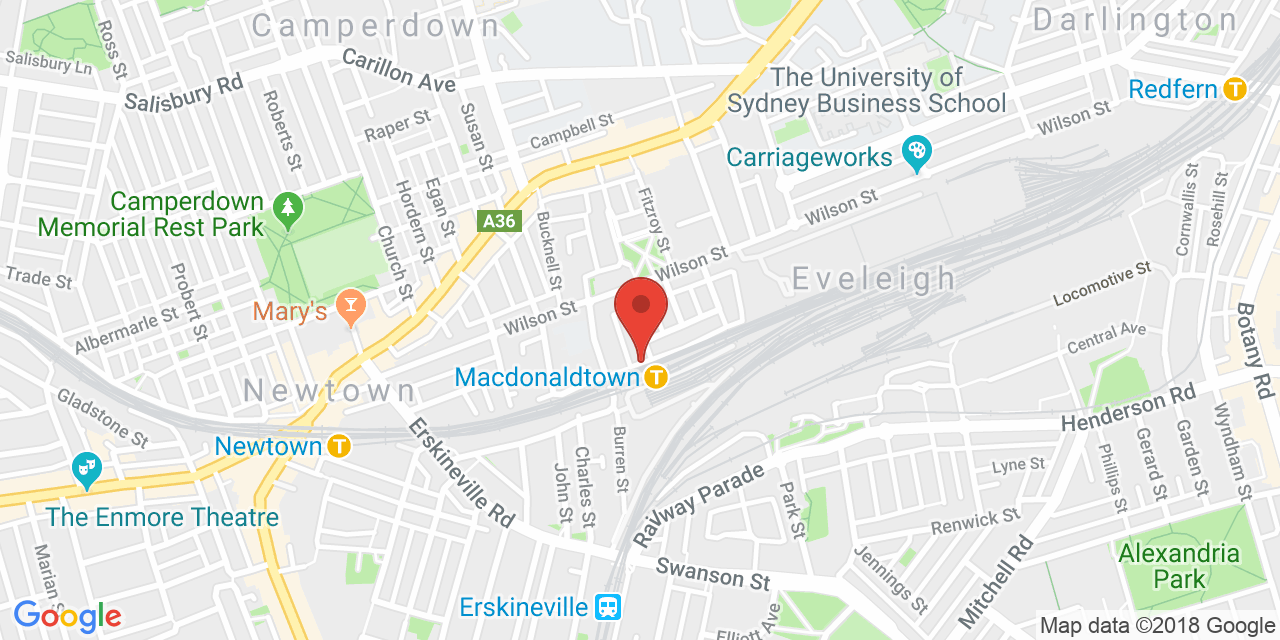 Camperdown
Darlington
Ross St
Salisbury Ln
Carillon Ave
Salisbury Rd
The University of
Sydney Business School
Redfern
T
Roberts St
Raper St
Susan St
Campbell St
Wilson St
Carriageworks
Camperdown
Memorial Rest Park
Hordern St
Egan St
A36
Bucknell St
Fitzroy St
Wilson St
Cornwallis St
Rosehill St
Church St
Trade St
Probert St
Wilson St
Eveleigh
Locomotive St
Mary's
Albermarle St
Wilson St
Central Ave
Botany Rd
Macdonaldtown
T
Newtown
Gladstone St
Henderson Rd
Newtown
T
Erskineville Rd
Burren St
Charles St
John St
Railway Parade
Lyne St
Phillips St
Gerard St
Garden St
Wyndham St
Park St
The Enmore Theatre
Renwick St
Alexandria
Park
Marian S
Jennings St
Mitchell Rd
Swanson St
Erskineville
Elliott Ave
Google
Map data ©2018 Google